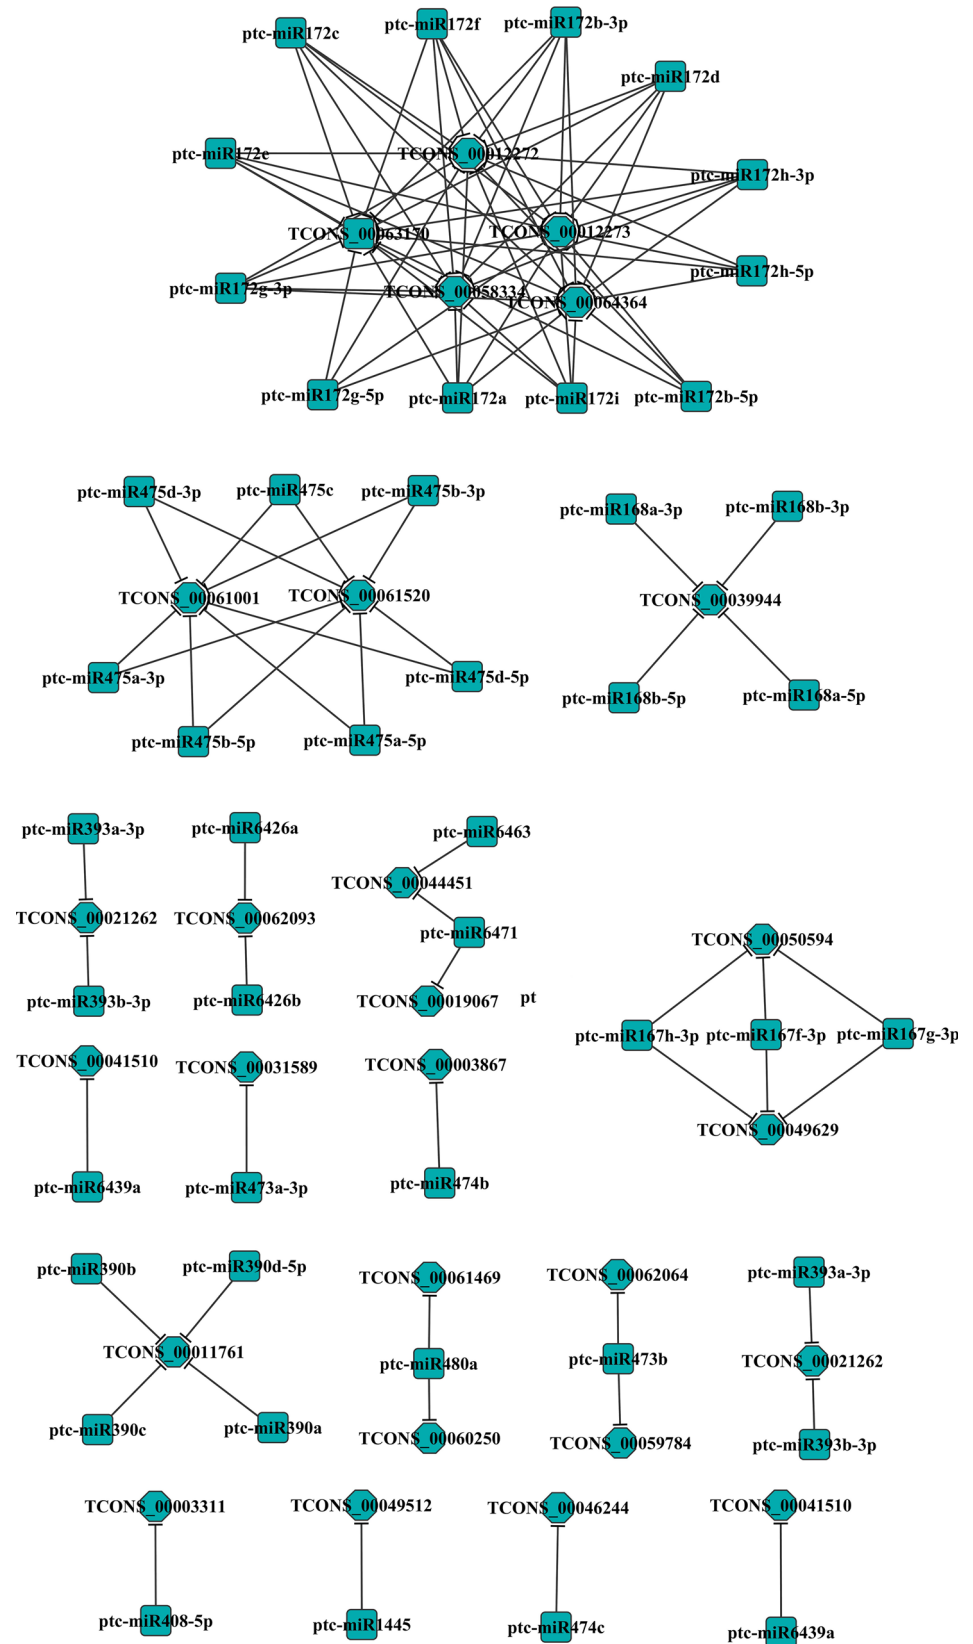 ptc-miR172c
ptc-miR172f
ptc-miR172b-3p
ptc-miR172d
ptc-miR172e
TCONS_00012272
ptc-miR172h-3p
TCONS_00063170
TCONS_00012273
ptc-miR172h-5p
ptc-miR172g-3p
TCONS_00058334
TCONS_00064364
ptc-miR172g-5p
ptc-miR172a
ptc-miR172i
ptc-miR172b-5p
ptc-miR475d-3p
ptc-miR475c
ptc-miR475b-3p
ptc-miR168a-3p
ptc-miR168b-3p
TCONS_00061001
TCONS_00061520
TCONS_00039944
ptc-miR475a-3p
ptc-miR475d-5p
ptc-miR168b-5p
ptc-miR168a-5p
ptc-miR475b-5p
ptc-miR475a-5p
ptc-miR393a-3p
ptc-miR6426a
ptc-miR6463
TCONS_00044451
TCONS_00021262
TCONS_00062093
ptc-miR6471
TCONS_00050594
ptc-miR393b-3p
ptc-miR6426b
TCONS_00019067
pt
ptc-miR167h-3p
ptc-miR167f-3p
ptc-miR167g-3p
TCONS_00041510
TCONS_00031589
TCONS_00003867
TCONS_00049629
ptc-miR6439a
ptc-miR473a-3p
ptc-miR474b
ptc-miR390b
ptc-miR390d-5p
TCONS_00061469
TCONS_00062064
ptc-miR393a-3p
TCONS_00011761
ptc-miR480a
ptc-miR473b
TCONS_00021262
ptc-miR390c
ptc-miR390a
TCONS_00060250
TCONS_00059784
ptc-miR393b-3p
TCONS_00003311
TCONS_00049512
TCONS_00046244
TCONS_00041510
ptc-miR408-5p
ptc-miR1445
ptc-miR474c
ptc-miR6439a